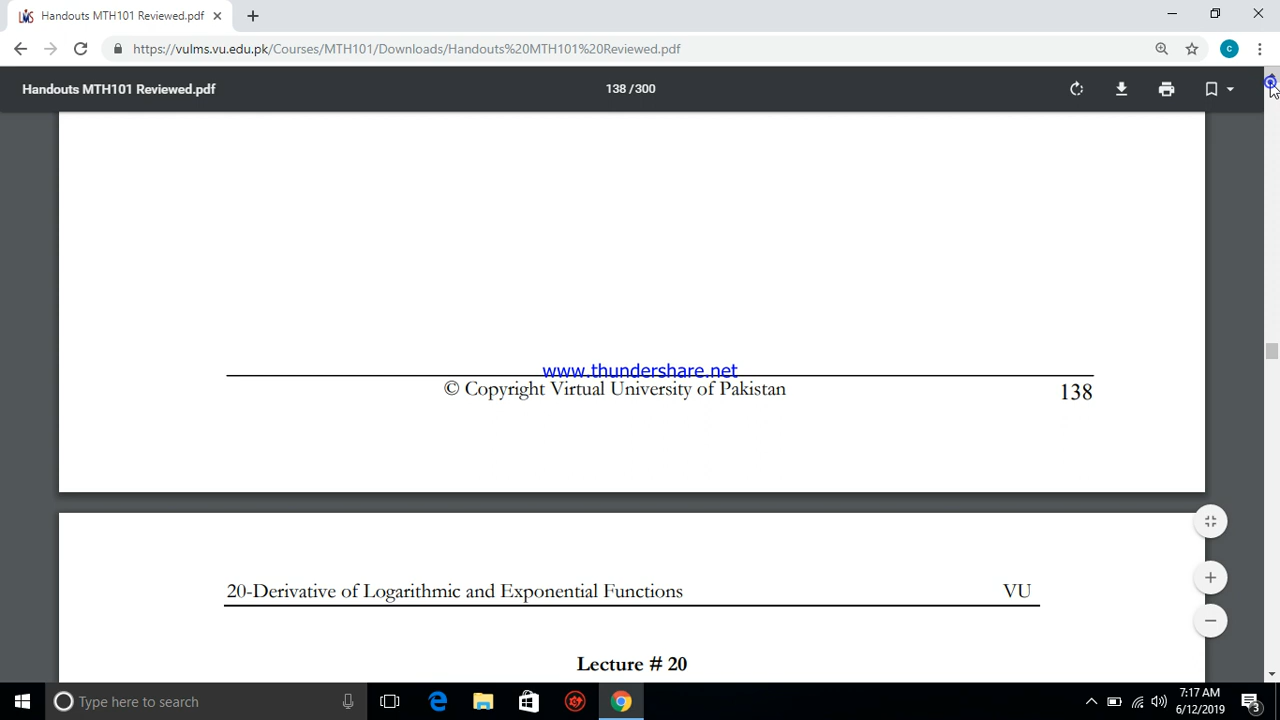 Handouts MTH101 Reviewed.pdf
https://vulms.vu.edu.pk/Courses/MTH101/Downloads/Handouts%20MTH101%20Reviewed.pdf
C
Handouts MTH101 Reviewed.pdf
138 / 300
www.thundershare.net
© Copyright Virtual University of Pakistan
138
20-Derivative of Logarithmic and Exponential Functions
VU
Lecture # 20
Type here to search
7:17 AM
6/12/2019
3